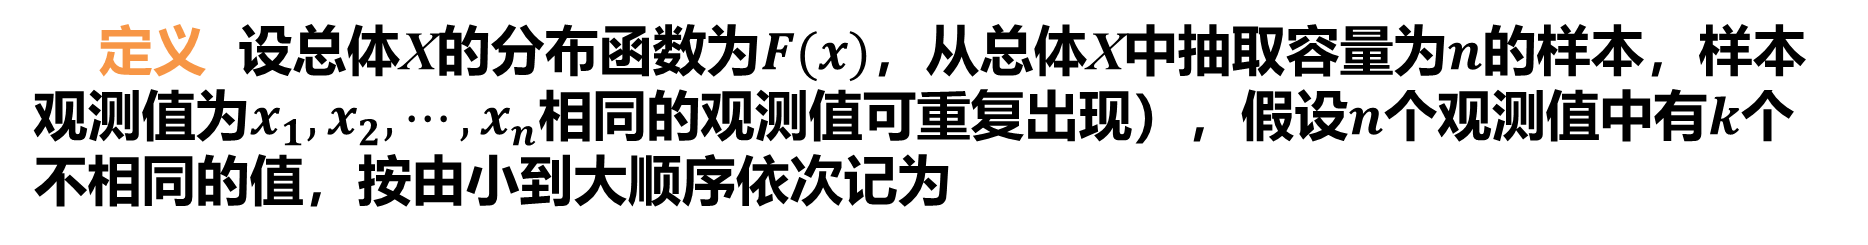 定义 设总体X的分布函数为F(x)，从总体X中抽取容量为n的样本，样本
观测值为x₁, x₂, ⋯, xₙ相同的观测值可重复出现），假设n个观测值中有k个
不相同的值，按由小到大顺序依次记为